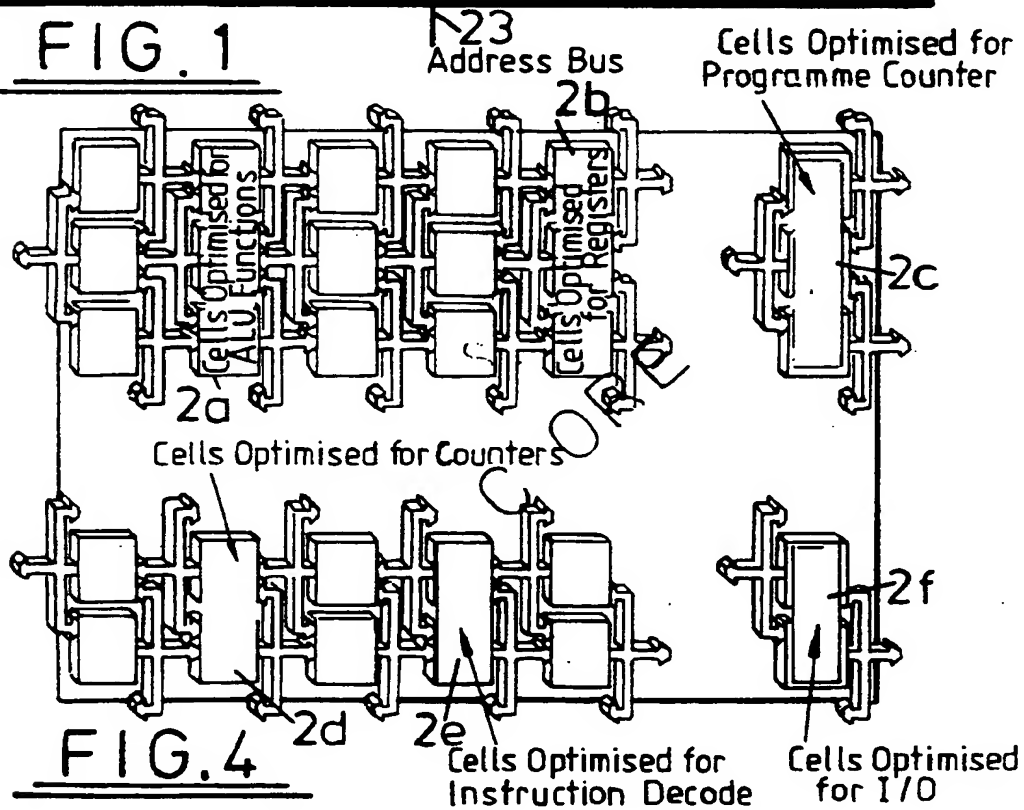 FIG.1
23
Address Bus
Cells Optimised for
Programme Counter
2b
Cells Optimised for
ALU Functions
Cells Optimised
for Registers
2c
2a
CORE
Cells Optimised for Counters
2f
2d
2e
FIG.4
Cells Optimised for
Instruction Decode
Cells Optimised
for I/O